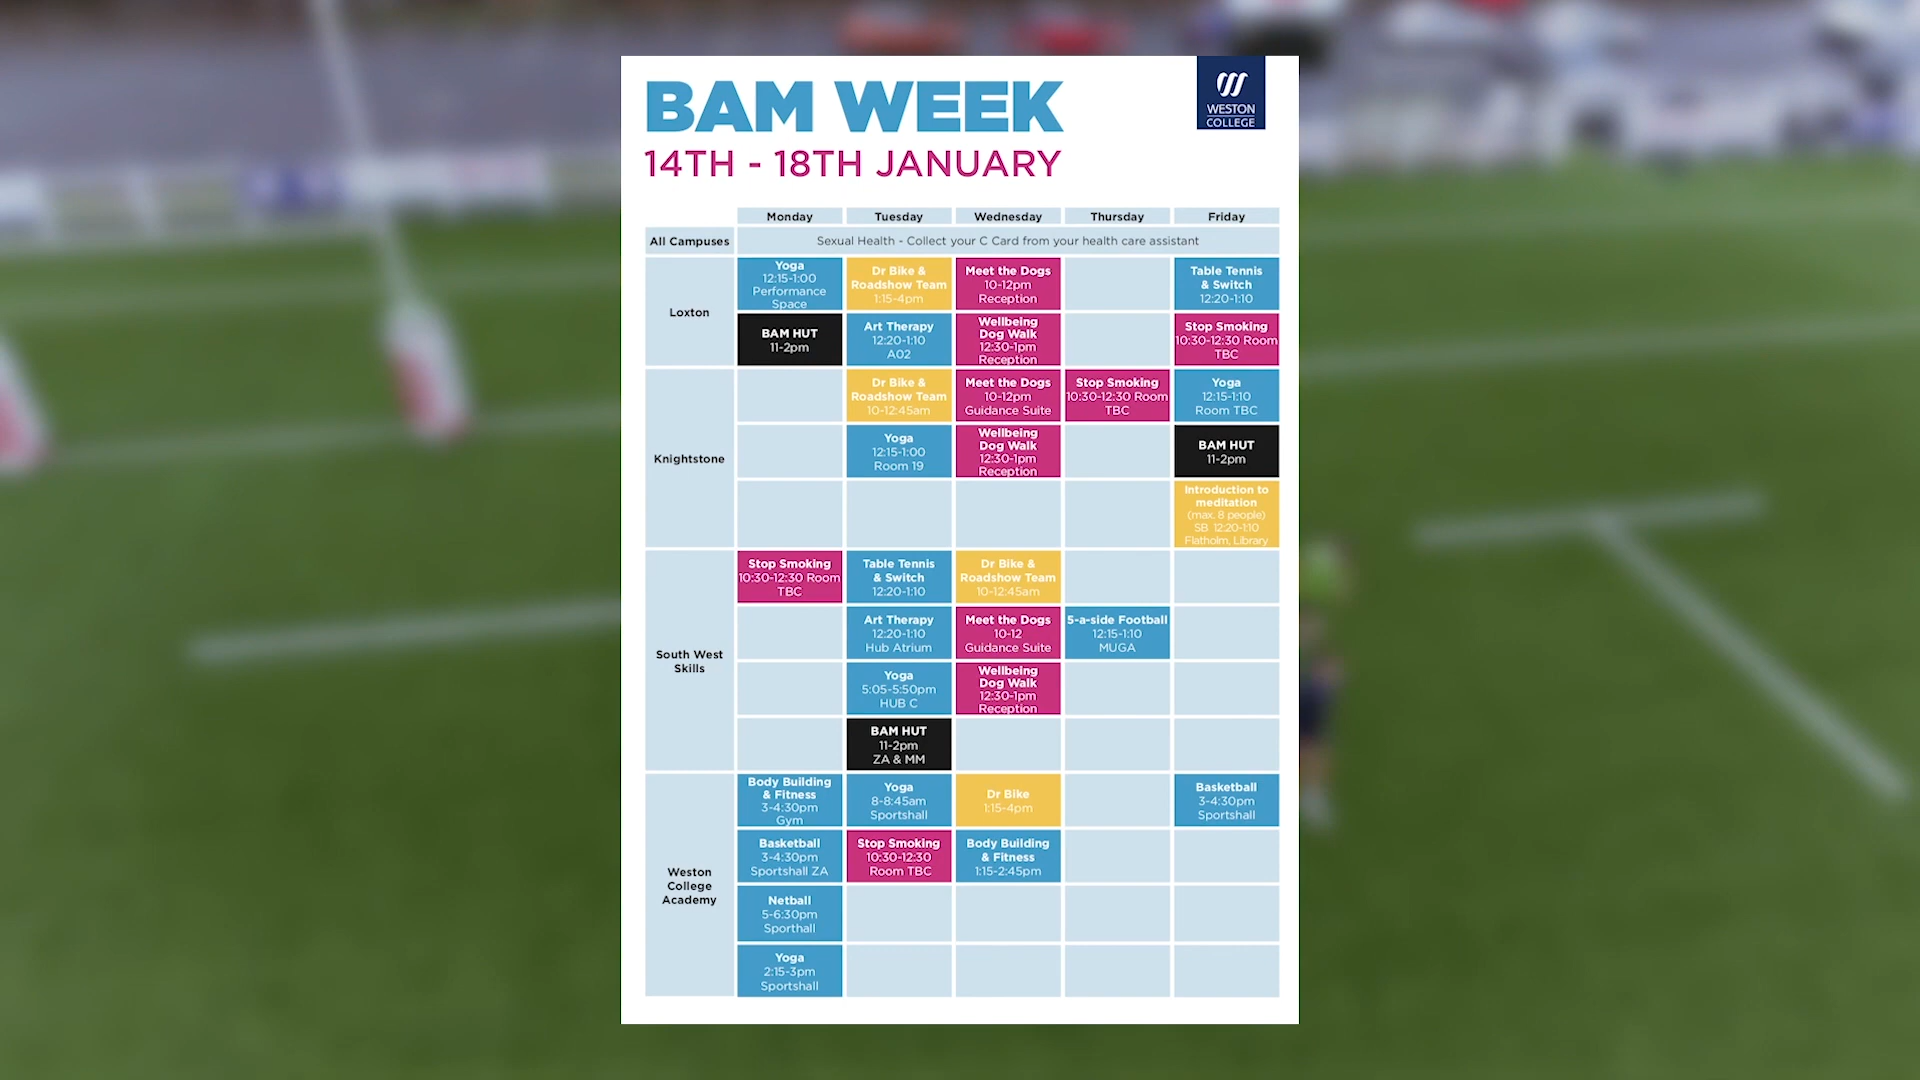 BAM WEEK
WESTON
COLLEGE
14TH - 18TH JANUARY
Monday Tuesday Wednesday Thursday Friday
All Campuses Sexual Health - Collect your C Card from your health care assistant
Loxton
Yoga
12:15-1:00
Performance
Space
Dr Bike &
Roadshow Team
1:15-4pm
Meet the Dogs
10-12pm
Reception
Table Tennis
& Switch
12:20-1:10
BAM HUT
11-2pm
Art Therapy
12:20-1:10
A02
Wellbeing
Dog Walk
12:30-1pm
Reception
Stop Smoking
10:30-12:30 Room
TBC
Knightstone
Dr Bike &
Roadshow Team
10-12:45am
Meet the Dogs
10-12pm
Guidance Suite
Stop Smoking
10:30-12:30 Room
TBC
Yoga
12:15-1:10
Room TBC
Yoga
12:15-1:00
Room 19
Wellbeing
Dog Walk
12:30-1pm
Reception
BAM HUT
11-2pm
Introduction to
meditation
(max. 8 people)
SB 12:20-1:10
Flatholm, Library
South West
Skills
Stop Smoking
10:30-12:30 Room
TBC
Table Tennis
& Switch
12:20-1:10
Dr Bike &
Roadshow Team
10-12:45am
Art Therapy
12:20-1:10
Hub Atrium
Meet the Dogs
10-12
Guidance Suite
5-a-side Football
12:15-1:10
MUGA
Yoga
5:05-5:50pm
HUB C
Wellbeing
Dog Walk
12:30-1pm
Reception
BAM HUT
11-2pm
ZA & MM
Weston
College
Academy
Body Building
& Fitness
3-4:30pm
Gym
Yoga
8-8:45am
Sportshall
Dr Bike
1:15-4pm
Basketball
3-4:30pm
Sportshall
Basketball
3-4:30pm
Sportshall ZA
Stop Smoking
10:30-12:30
Room TBC
Body Building
& Fitness
1:15-2:45pm
Netball
5-6:30pm
Sporthall
Yoga
2:15-3pm
Sportshall